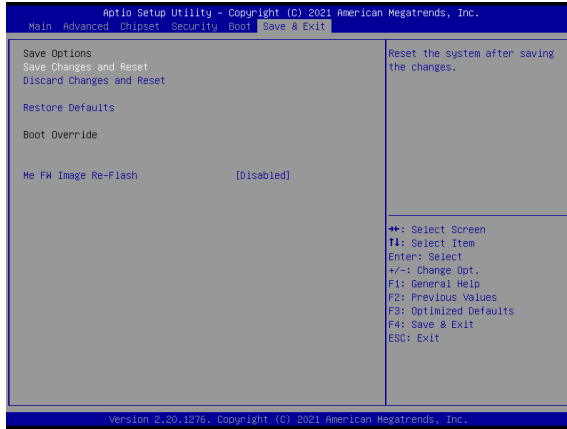 Aptio Setup Utility – Copyright (C) 2021 American Megatrends, Inc.
Main Advanced Chipset Security Boot Save & Exit
Save Options
Save Changes and Reset
Discard Changes and Reset
Restore Defaults
Boot Override
Me FW Image Re-Flash [Disabled]
Reset the system after saving
the changes.
→←: Select Screen
↑↓: Select Item
Enter: Select
+/-: Change Opt.
F1: General Help
F2: Previous Values
F3: Optimized Defaults
F4: Save & Exit
ESC: Exit
Version 2.20.1276. Copyright (C) 2021 American Megatrends, Inc.